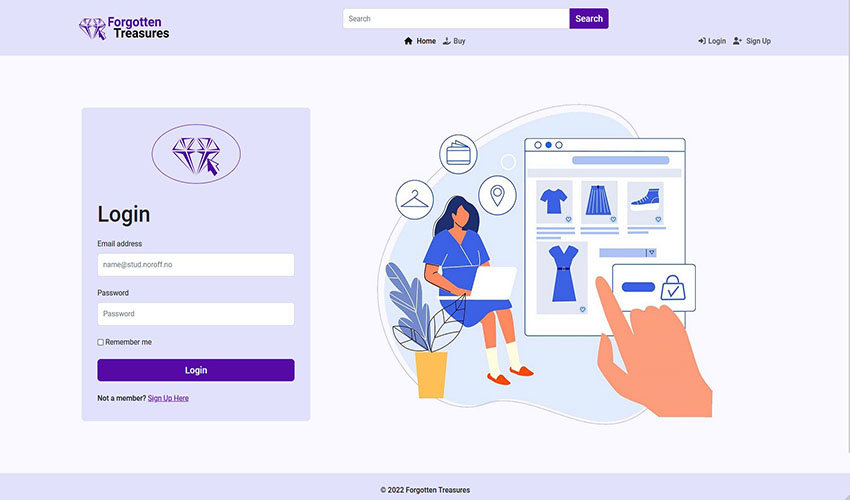 Forgotten
Treasures
Search
Search
Home
Buy
Login
Sign Up
Login
Email address
name@stud.noroff.no
Password
Password
Remember me
Login
Not a member? Sign Up Here
© 2022 Forgotten Treasures